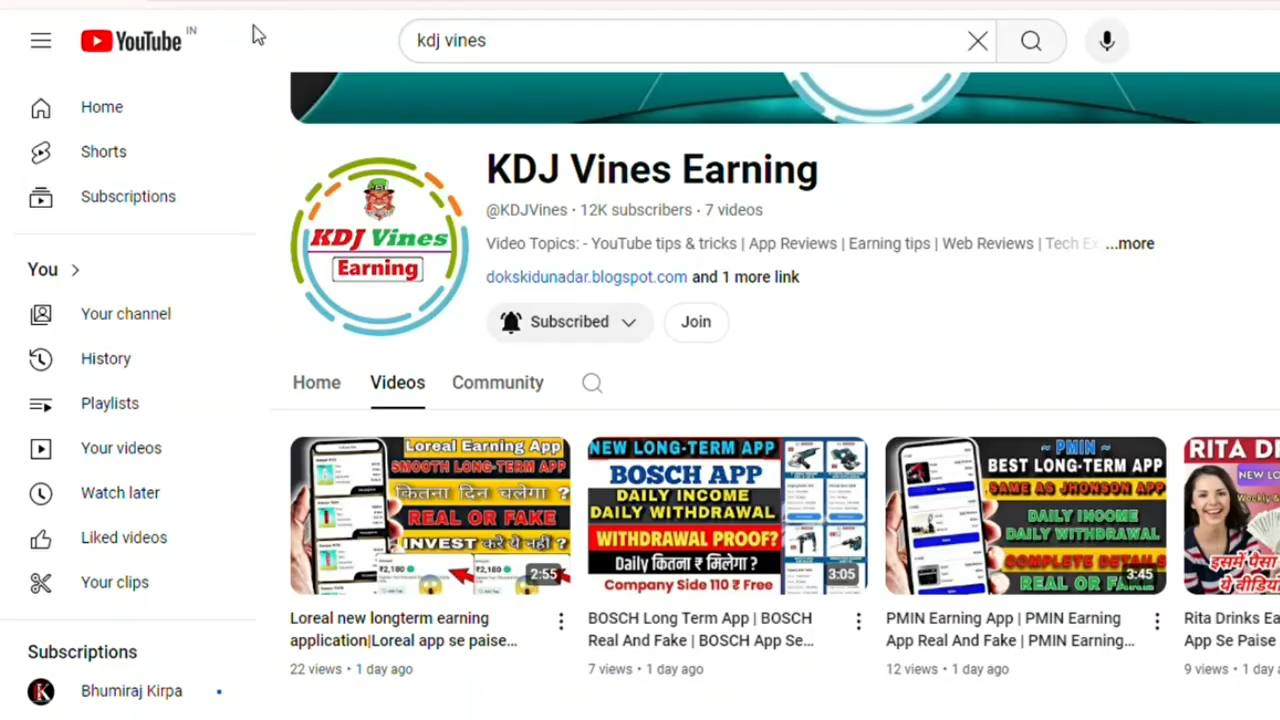 YouTube IN
kdj vines
Home
Shorts
Subscriptions
You
Your channel
History
Playlists
Your videos
Watch later
Liked videos
Your clips
Subscriptions
Bhumiraj Kirpa
KDJ Vines
Earning
KDJ Vines Earning
@KDJVines · 12K subscribers · 7 videos
Video Topics: - YouTube tips & tricks | App Reviews | Earning tips | Web Reviews | Tech Ex ...more
dokskidunadar.blogspot.com and 1 more link
Subscribed
Join
Home Videos Community
Loreal Earning App
SMOOTH LONG-TERM APP
कितना दिन चलेगा ?
REAL OR FAKE
INVEST करे ये नहीं ?
₹2,180 ₹2,180
2:55
Loreal new longterm earning
application|Loreal app se paise...
22 views • 1 day ago
NEW LONG-TERM APP
BOSCH APP
DAILY INCOME
DAILY WITHDRAWAL
WITHDRAWAL PROOF?
Daily कितना ₹ मिलेगा ?
Company Side 110 ₹ Free
3:05
BOSCH Long Term App | BOSCH
Real And Fake | BOSCH App Se...
7 views • 1 day ago
~ PMIN ~
BEST LONG-TERM APP
SAME AS JHONSON APP
DAILY INCOME
DAILY WITHDRAWAL
COMPLETE DETAILS
REAL OR FAKE
3:45
PMIN Earning App | PMIN Earning
App Real And Fake | PMIN Earning...
12 views • 1 day ago
RITA DR
NEW LO
Weekly &
इसमें पैसा
ये वीडियो
Rita Drinks Ea
App Se Paise
9 views • 1 day a